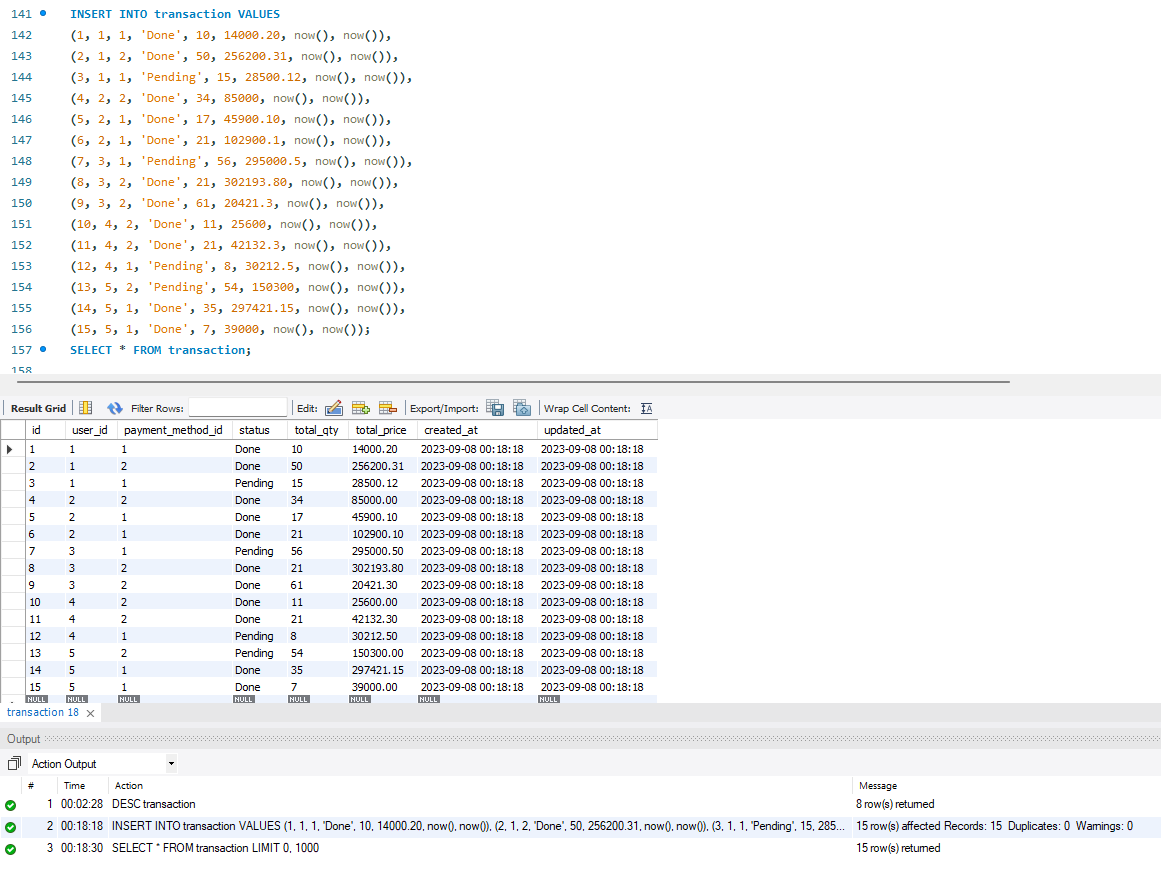 141 INSERT INTO transaction VALUES
142 (1, 1, 1, 'Done', 10, 14000.20, now(), now()),
143 (2, 1, 2, 'Done', 50, 256200.31, now(), now()),
144 (3, 1, 1, 'Pending', 15, 28500.12, now(), now()),
145 (4, 2, 2, 'Done', 34, 85000, now(), now()),
146 (5, 2, 1, 'Done', 17, 45900.10, now(), now()),
147 (6, 2, 1, 'Done', 21, 102900.1, now(), now()),
148 (7, 3, 1, 'Pending', 56, 295000.5, now(), now()),
149 (8, 3, 2, 'Done', 21, 302193.80, now(), now()),
150 (9, 3, 2, 'Done', 61, 20421.3, now(), now()),
151 (10, 4, 2, 'Done', 11, 25600, now(), now()),
152 (11, 4, 2, 'Done', 21, 42132.3, now(), now()),
153 (12, 4, 1, 'Pending', 8, 30212.5, now(), now()),
154 (13, 5, 2, 'Pending', 54, 150300, now(), now()),
155 (14, 5, 1, 'Done', 35, 297421.15, now(), now()),
156 (15, 5, 1, 'Done', 7, 39000, now(), now());
157 SELECT * FROM transaction;
158
Result Grid Filter Rows: Edit: Export/Import: Wrap Cell Content: IA
id user_id payment_method_id status total_qty total_price created_at updated_at
1 1 1 Done 10 14000.20 2023-09-08 00:18:18 2023-09-08 00:18:18
2 1 2 Done 50 256200.31 2023-09-08 00:18:18 2023-09-08 00:18:18
3 1 1 Pending 15 28500.12 2023-09-08 00:18:18 2023-09-08 00:18:18
4 2 2 Done 34 85000.00 2023-09-08 00:18:18 2023-09-08 00:18:18
5 2 1 Done 17 45900.10 2023-09-08 00:18:18 2023-09-08 00:18:18
6 2 1 Done 21 102900.10 2023-09-08 00:18:18 2023-09-08 00:18:18
7 3 1 Pending 56 295000.50 2023-09-08 00:18:18 2023-09-08 00:18:18
8 3 2 Done 21 302193.80 2023-09-08 00:18:18 2023-09-08 00:18:18
9 3 2 Done 61 20421.30 2023-09-08 00:18:18 2023-09-08 00:18:18
10 4 2 Done 11 25600.00 2023-09-08 00:18:18 2023-09-08 00:18:18
11 4 2 Done 21 42132.30 2023-09-08 00:18:18 2023-09-08 00:18:18
12 4 1 Pending 8 30212.50 2023-09-08 00:18:18 2023-09-08 00:18:18
13 5 2 Pending 54 150300.00 2023-09-08 00:18:18 2023-09-08 00:18:18
14 5 1 Done 35 297421.15 2023-09-08 00:18:18 2023-09-08 00:18:18
15 5 1 Done 7 39000.00 2023-09-08 00:18:18 2023-09-08 00:18:18
NULL NULL NULL NULL NULL NULL NULL NULL
transaction 18
Output
Action Output
# Time Action Message
1 00:02:28 DESC transaction 8 row(s) returned
2 00:18:18 INSERT INTO transaction VALUES (1, 1, 1, 'Done', 10, 14000.20, now(), now()), (2, 1, 2, 'Done', 50, 256200.31, now(), now()), (3, 1, 1, 'Pending', 15, 285... 15 row(s) affected Records: 15 Duplicates: 0 Warnings: 0
3 00:18:30 SELECT * FROM transaction LIMIT 0, 1000 15 row(s) returned